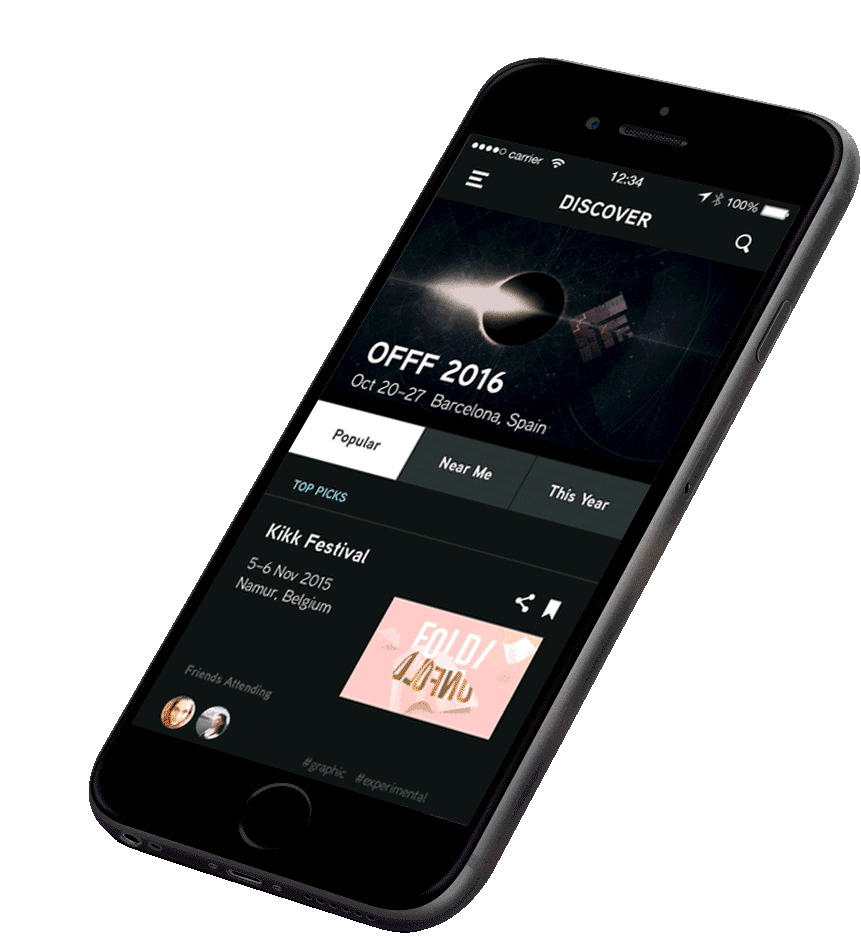 carrier 12:34 100%
DISCOVER
OFFF 2016
Oct 20-27 Barcelona, Spain
Popular Near Me This Year
TOP PICKS
Kikk Festival
5-6 Nov 2015
Namur, Belgium
FOLD/
UNFOLD
Friends Attending
#graphic #experimental